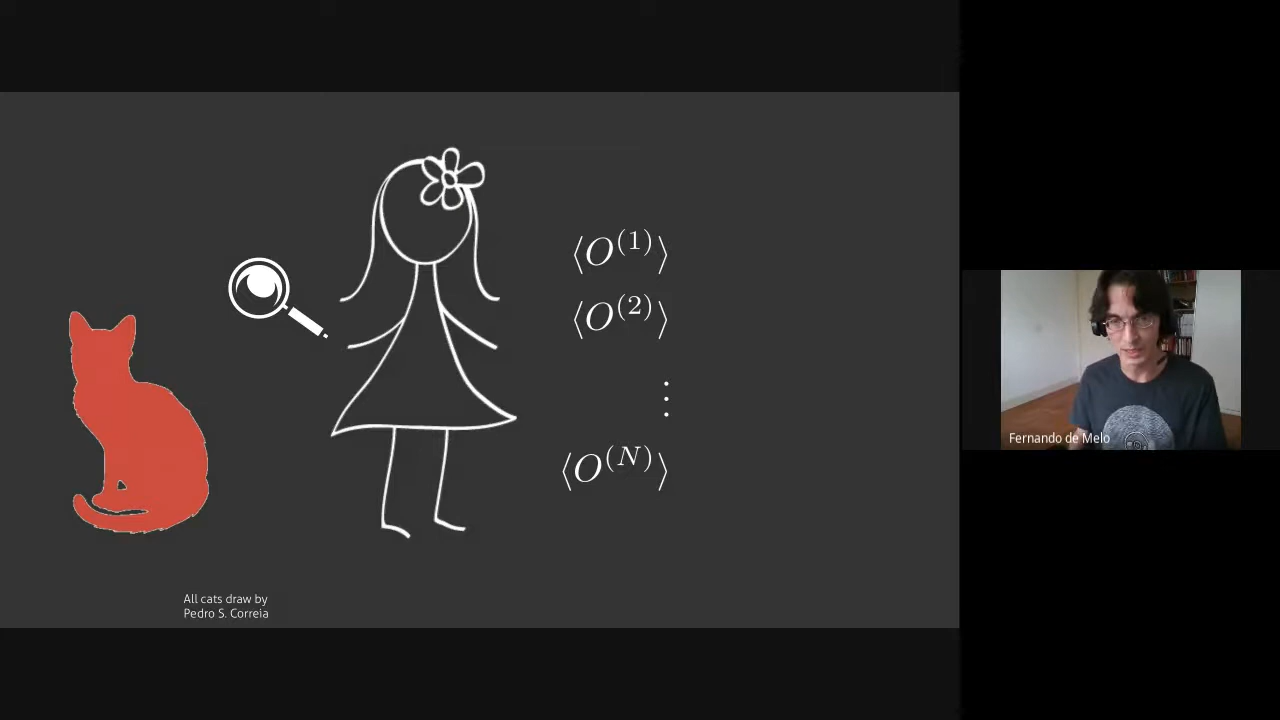 ⟨O⁽¹⁾⟩
⟨O⁽²⁾⟩
⋮
⟨O⁽ᴺ⁾⟩
Fernando de Melo
All cats draw by
Pedro S. Correia